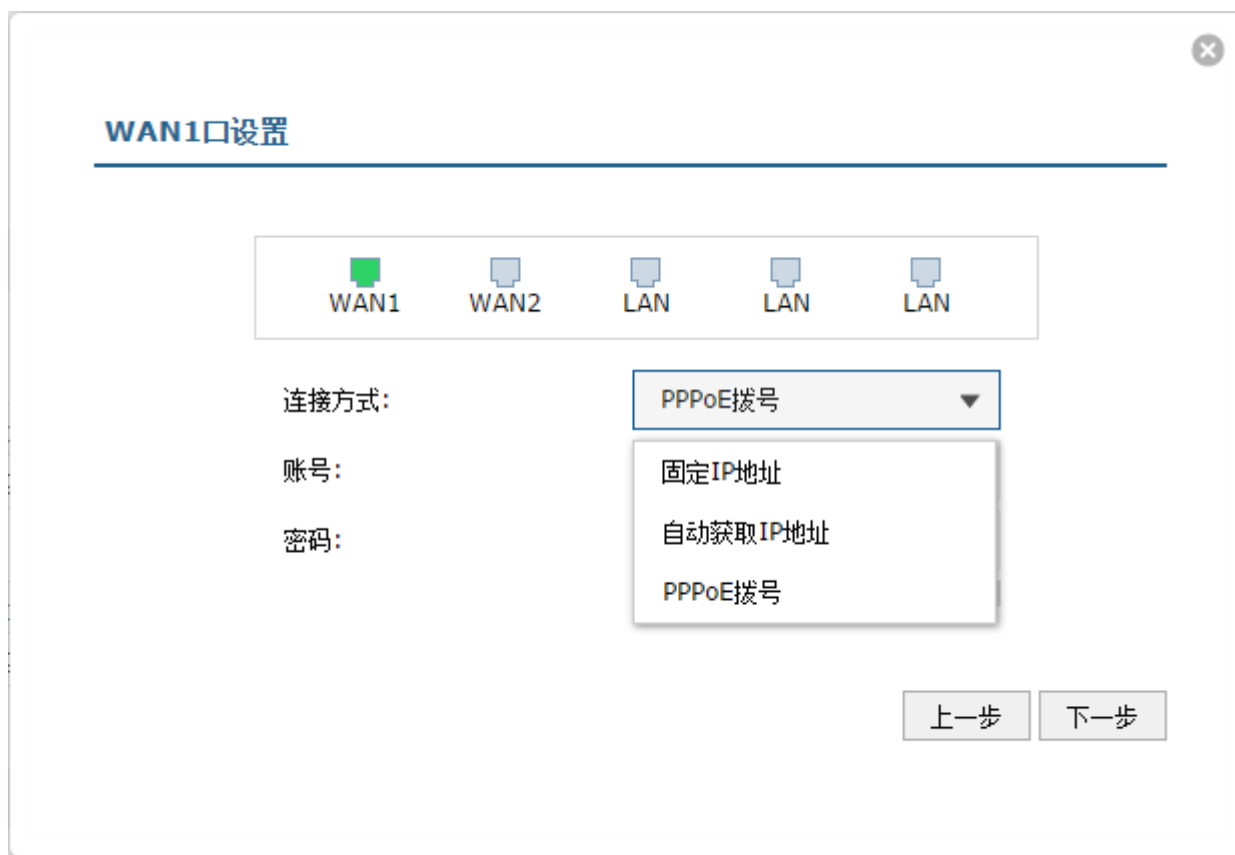 WAN1口设置
WAN1 WAN2 LAN LAN LAN
连接方式: PPPoE拨号
账号: 固定IP地址
自动获取IP地址
密码:
PPPoE拨号
上一步 下一步